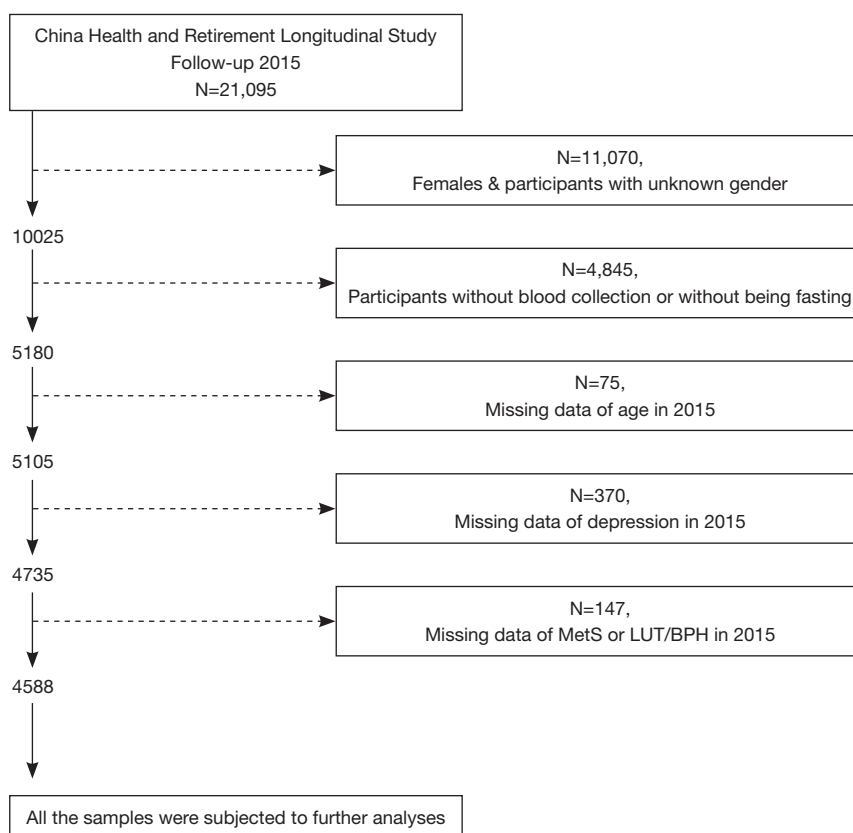 China Health and Retirement Longitudinal Study
Follow-up 2015
N=21,095
N=11,070,
Females & participants with unknown gender
10025
N=4,845,
Participants without blood collection or without being fasting
5180
N=75,
Missing data of age in 2015
5105
N=370,
Missing data of depression in 2015
4735
N=147,
Missing data of MetS or LUT/BPH in 2015
4588
All the samples were subjected to further analyses